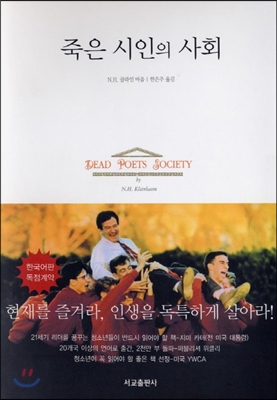 죽은 시인의 사회
N.H. 클라인 바움 | 한은주 옮김
DEAD POETS SOCIETY
by
N.H. Kleinbaum
한국어판
독점계약
현재를 즐겨라, 인생을 독특하게 살아라!
21세기 리더를 꿈꾸는 청소년들이 반드시 읽어야 할 책-지미 카터(전 미국 대통령)
20개국 이상의 언어로 출간, 2천만 부 돌파-퍼블리셔 위클리
청소년이 꼭 읽어야 할 좋은 책 선정-미국 YWCA
서교출판사